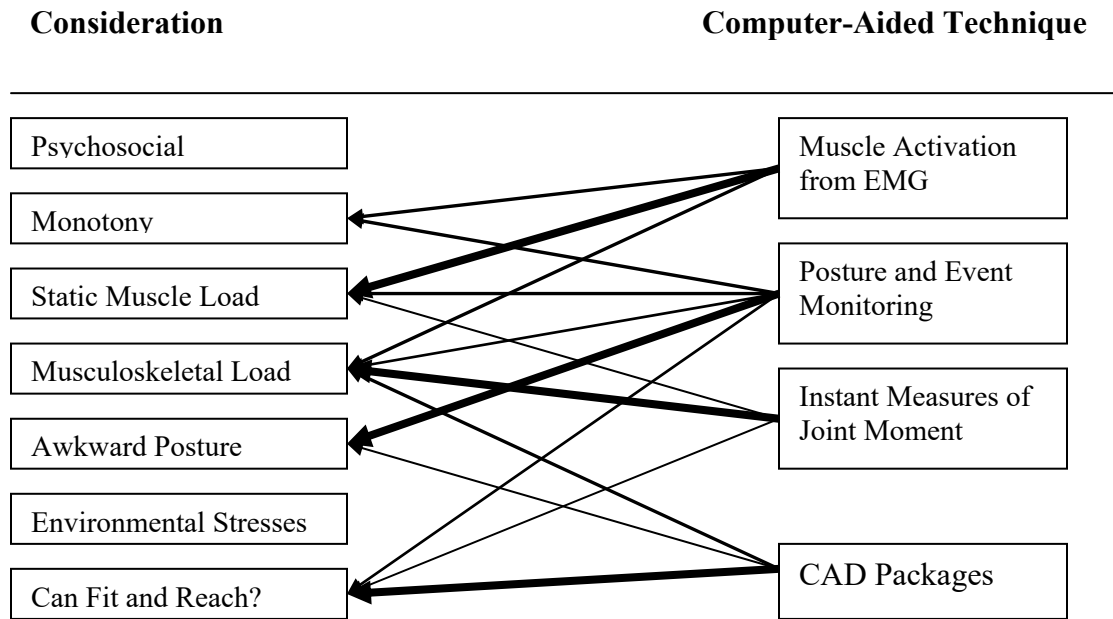 Consideration
Computer-Aided Technique
Psychosocial
Monotony
Static Muscle Load
Musculoskeletal Load
Awkward Posture
Environmental Stresses
Can Fit and Reach?
Muscle Activation
from EMG
Posture and Event
Monitoring
Instant Measures of
Joint Moment
CAD Packages